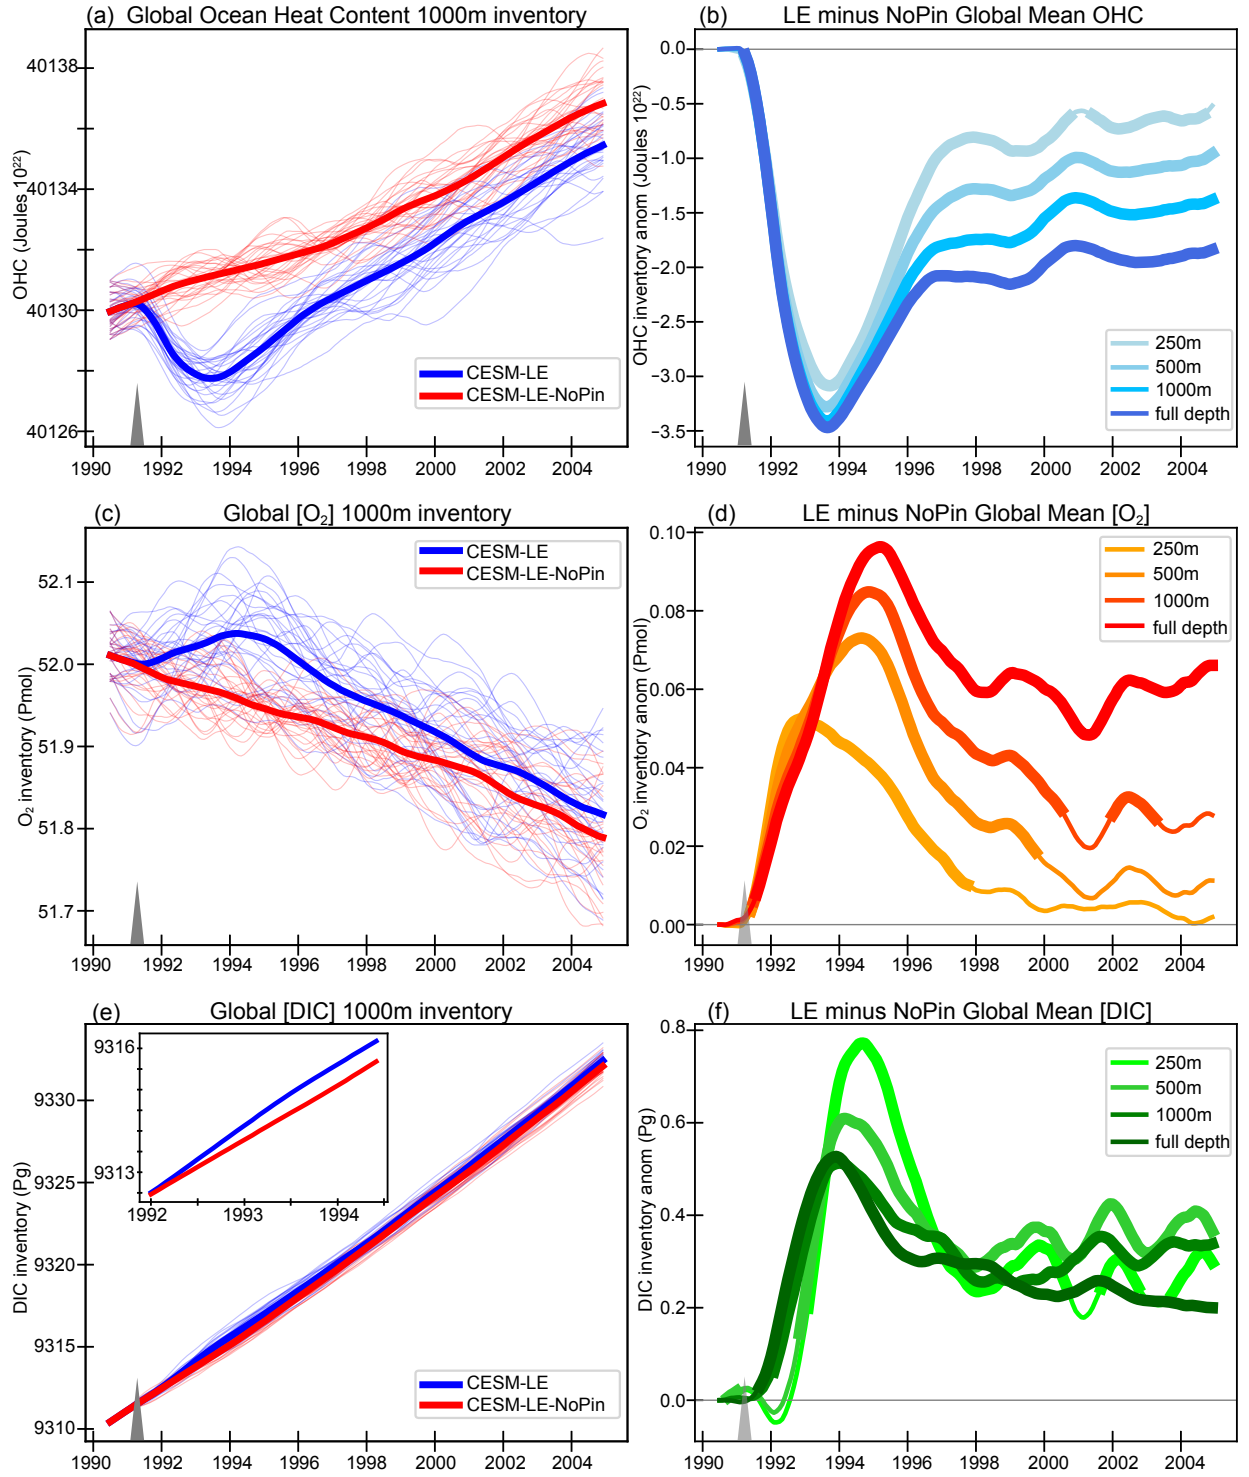 (a) Global Ocean Heat Content 1000m inventory
OHC (Joules 10²²)
40138
40134
40130
40126
CESM-LE
CESM-LE-NoPin
1990 1992 1994 1996 1998 2000 2002 2004
(b) LE minus NoPin Global Mean OHC
OHC inventory anom (Joules 10²²)
0.0
−0.5
−1.0
−1.5
−2.0
−2.5
−3.0
−3.5
250m
500m
1000m
full depth
1990 1992 1994 1996 1998 2000 2002 2004
(c) Global [O₂] 1000m inventory
O₂ inventory (Pmol)
52.1
52.0
51.9
51.8
51.7
CESM-LE
CESM-LE-NoPin
1990 1992 1994 1996 1998 2000 2002 2004
(d) LE minus NoPin Global Mean [O₂]
O₂ inventory anom (Pmol)
0.10
0.08
0.06
0.04
0.02
0.00
250m
500m
1000m
full depth
1990 1992 1994 1996 1998 2000 2002 2004
(e) Global [DIC] 1000m inventory
DIC inventory (Pg)
9330
9325
9320
9315
9310
9316
9313
1992 1993 1994
CESM-LE
CESM-LE-NoPin
1990 1992 1994 1996 1998 2000 2002 2004
(f) LE minus NoPin Global Mean [DIC]
DIC inventory anom (Pg)
0.8
0.6
0.4
0.2
0.0
250m
500m
1000m
full depth
1990 1992 1994 1996 1998 2000 2002 2004